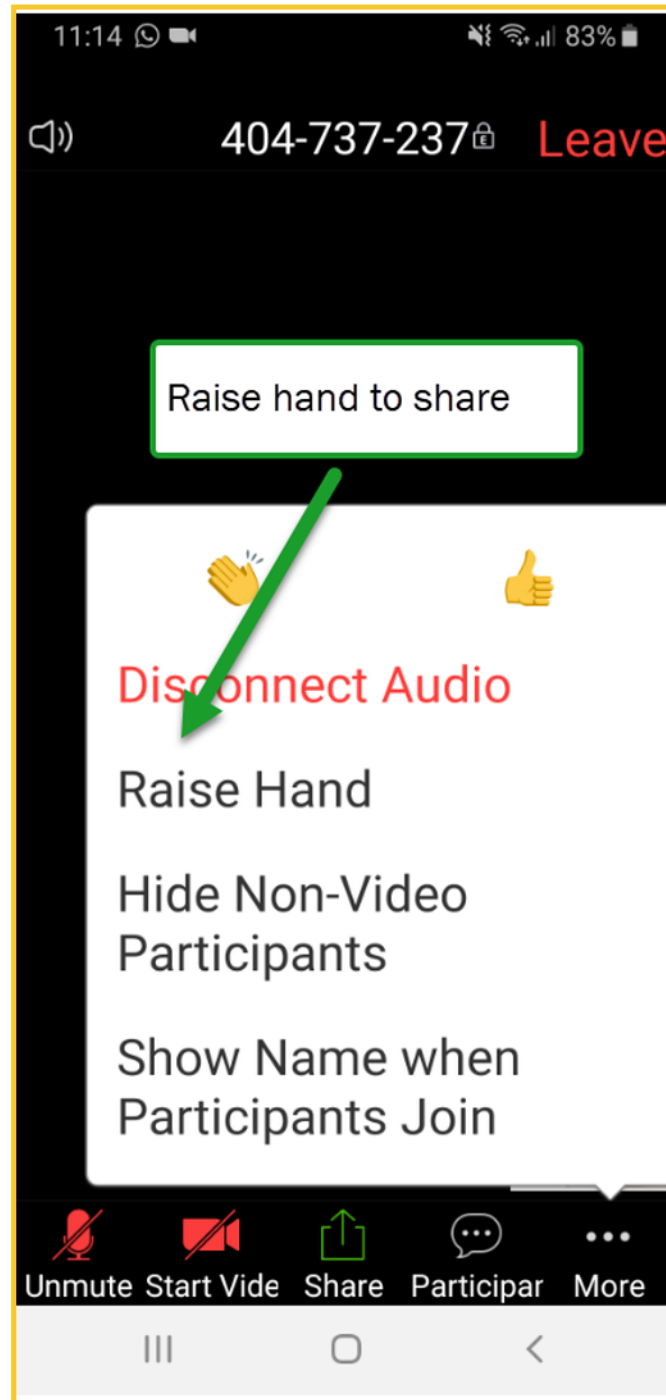 11:14 83%
404-737-237 Leave
Raise hand to share
Disconnect Audio
Raise Hand
Hide Non-Video
Participants
Show Name when
Participants Join
Unmute Start Vide Share Participar More